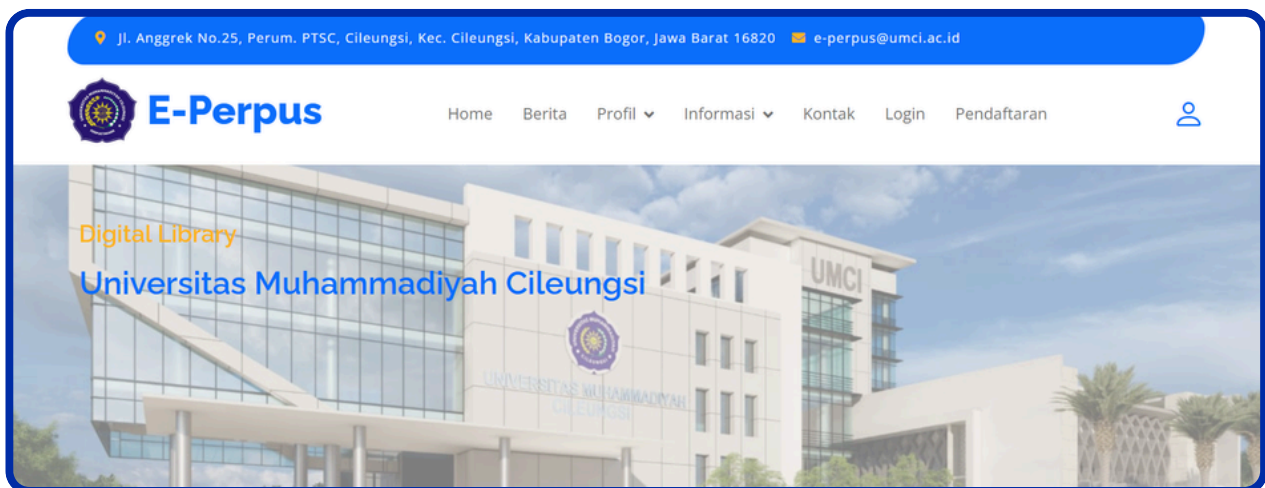 Jl. Anggrek No.25, Perum. PTSC, Cileungsi, Kec. Cileungsi, Kabupaten Bogor, Jawa Barat 16820 e-perpus@umci.ac.id
E-Perpus Home Berita Profil Informasi Kontak Login Pendaftaran
Digital Library
Universitas Muhammadiyah Cileungsi
UMCI
UNIVERSITAS MUHAMMADIYAH
CILEUNGSI